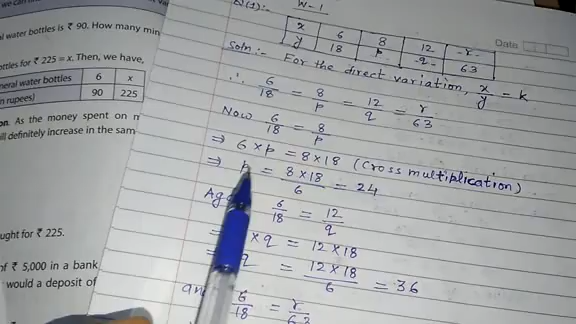 al water bottles is ₹ 90. How many min
ottles for ₹ 225 = x. Then, we have,
neral water bottles 6 x
n rupees) 90 225
on. As the money spent on m
ill definitely increase in the sam
ught for ₹ 225.
of ₹ 5,000 in a bank
would a deposit of
Date
W-1
Q(1):-
x 6 8 12 -r-
y 18 p -q- 63
Soln:- For the direct variation, x/y = k
∴ 6/18 = 8/p = 12/q = r/63
Now 6/18 = 8/p
⇒ 6 × p = 8 × 18 (Cross multiplication)
⇒ p = 8 × 18 / 6 = 24
6/18 = 12/q
× q = 12 × 18
q = 12 × 18 / 6 = 36
6/18 = r/63